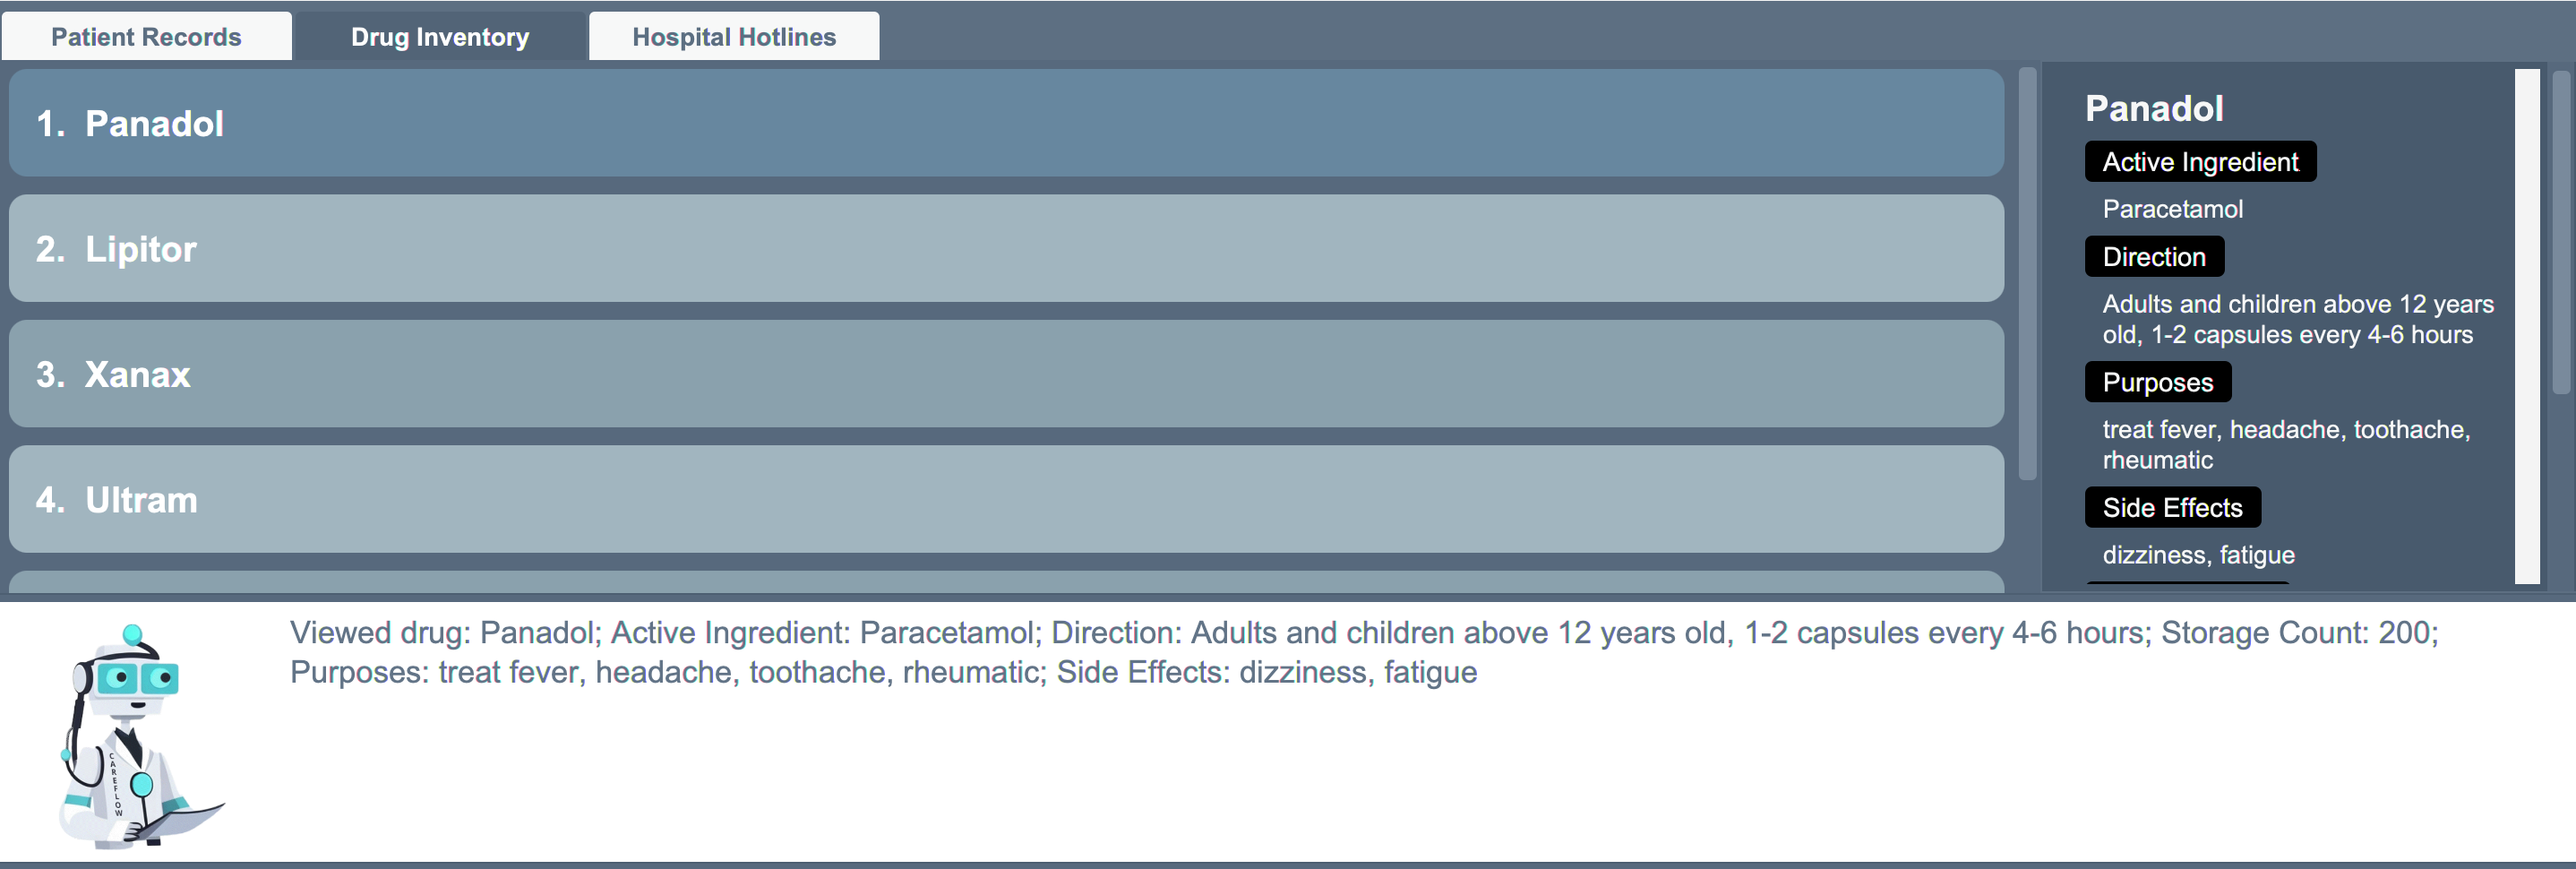 Patient Records
Drug Inventory
Hospital Hotlines
1. Panadol
2. Lipitor
3. Xanax
4. Ultram
Panadol
Active Ingredient
Paracetamol
Direction
Adults and children above 12 years
old, 1-2 capsules every 4-6 hours
Purposes
treat fever, headache, toothache,
rheumatic
Side Effects
dizziness, fatigue
Viewed drug: Panadol; Active Ingredient: Paracetamol; Direction: Adults and children above 12 years old, 1-2 capsules every 4-6 hours; Storage Count: 200;
Purposes: treat fever, headache, toothache, rheumatic; Side Effects: dizziness, fatigue
CAREFLOW